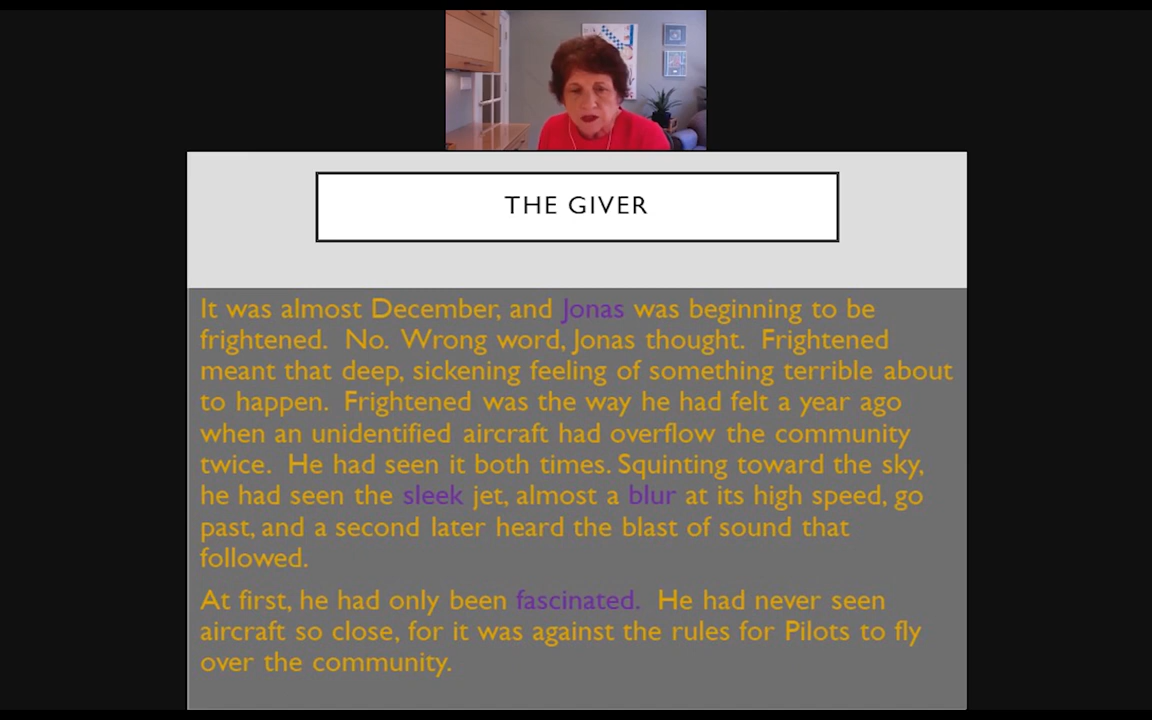 THE GIVER
It was almost December, and Jonas was beginning to be
frightened. No. Wrong word, Jonas thought. Frightened
meant that deep, sickening feeling of something terrible about
to happen. Frightened was the way he had felt a year ago
when an unidentified aircraft had overflow the community
twice. He had seen it both times. Squinting toward the sky,
he had seen the sleek jet, almost a blur at its high speed, go
past, and a second later heard the blast of sound that
followed.
At first, he had only been fascinated. He had never seen
aircraft so close, for it was against the rules for Pilots to fly
over the community.